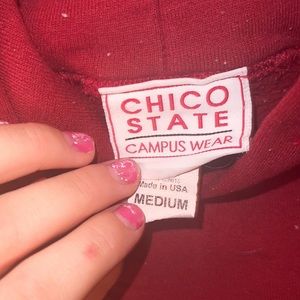 CHICO
STATE
CAMPUS WEAR
Made in USA
MEDIUM